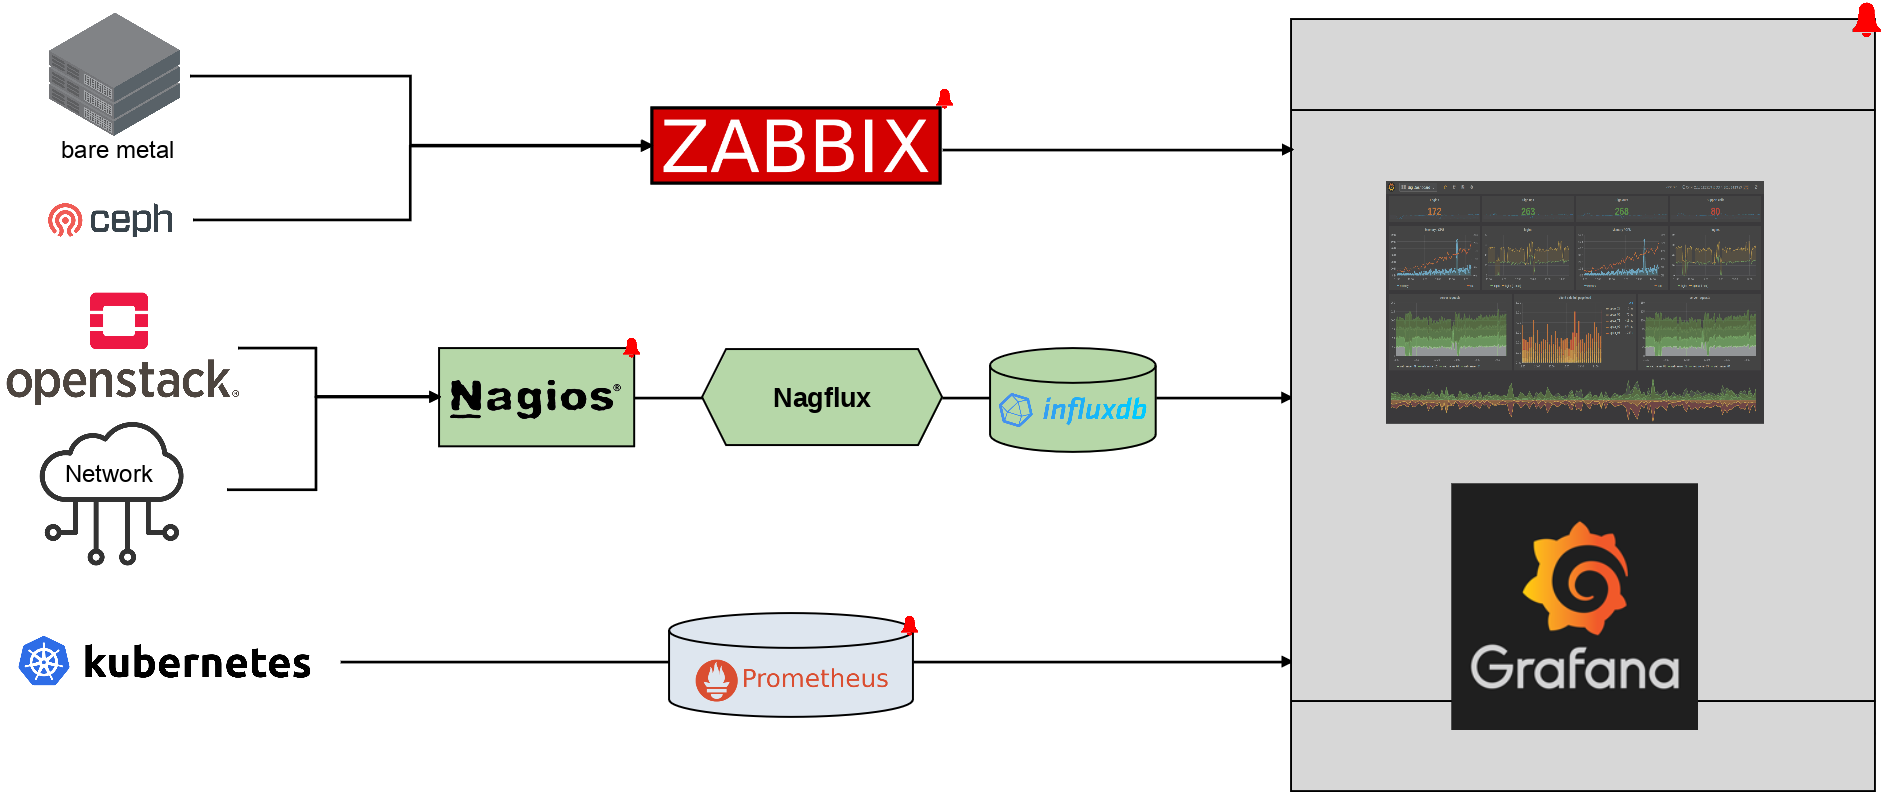 bare metal
ZABBIX
ceph
openstack®
Nagios®
Nagflux
influxdb
Network
kubernetes
Prometheus
172
263
268
80
Grafana